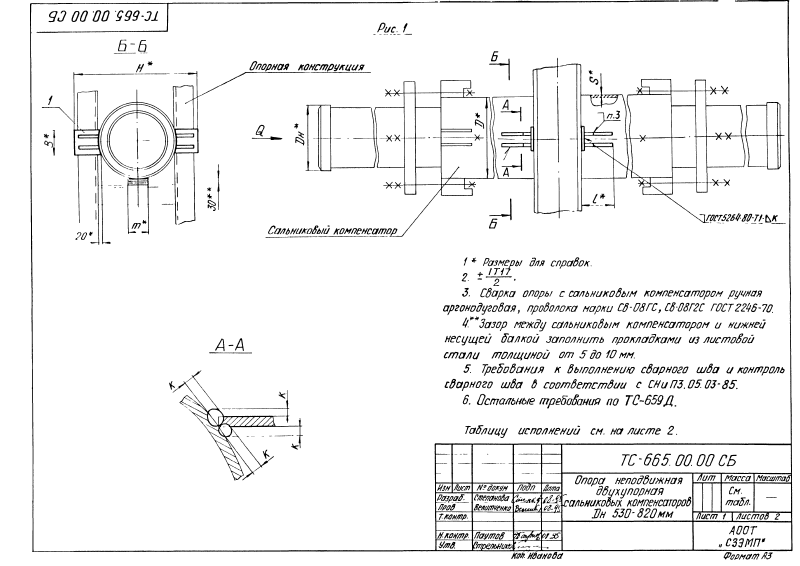 ТС-665.00.00 СБ
Рис. 1
Б-Б
Н*
1
Опорная конструкция
В*
Q
Dн*
D*
S*
Б
А
п.3
А
Б
L*
m*
30**
20*
Сальниковый компенсатор
ГОСТ5264-80-Т1-К
1* Размеры для справок.
2. ± IT17/2.
3. Сварка опоры с сальниковым компенсатором ручная
аргонодуговая, проволока марки СВ-08ГС, СВ-08Г2С ГОСТ 2246-70.
4.** Зазор между сальниковым компенсатором и нижней
несущей балкой заполнить прокладками из листовой
стали толщиной от 5 до 10 мм.
5. Требования к выполнению сварного шва и контроль
сварного шва в соответствии с СНиП3.05.03-85.
6. Остальные требования по ТС-659Д.
Таблицу исполнений см. на листе 2.
А-А
К
К
К
К
ТС-665.00.00 СБ
Изм Лист № докум Подп Дата
Разраб. Степанова
Пров Велитченко
Т.контр.
Н.контр. Паутов
Утв.
Опора неподвижная
двухупорная
сальниковых компенсаторов
Dн 530-820 мм
Лит Масса Масштаб
См.
табл.
—
Лист 1 Листов 2
АООТ
„СЗЭМП"
Коп. Иванова
Формат А3